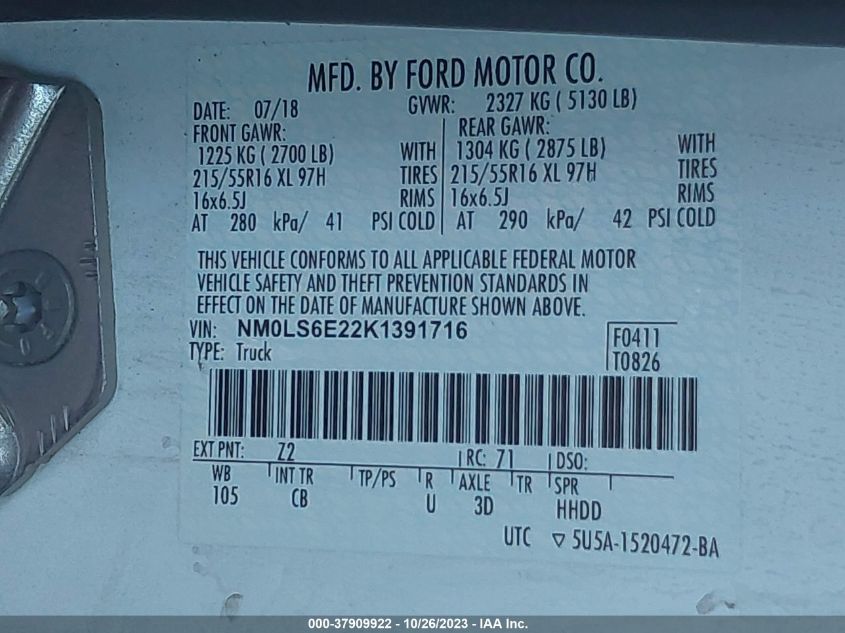 MFD. BY FORD MOTOR CO.
DATE: 07/18 GVWR: 2327 KG ( 5130 LB)
FRONT GAWR: REAR GAWR:
1225 KG ( 2700 LB) WITH 1304 KG ( 2875 LB) WITH
215/55R16 XL 97H TIRES 215/55R16 XL 97H TIRES
16x6.5J RIMS 16x6.5J RIMS
AT 280 kPa/ 41 PSI COLD AT 290 kPa/ 42 PSI COLD
THIS VEHICLE CONFORMS TO ALL APPLICABLE FEDERAL MOTOR
VEHICLE SAFETY AND THEFT PREVENTION STANDARDS IN
EFFECT ON THE DATE OF MANUFACTURE SHOWN ABOVE.
VIN: NM0LS6E22K1391716 F0411
TYPE: Truck T0826
EXT PNT: Z2 RC: 71 DSO:
WB INT TR TP/PS R AXLE TR SPR
105 CB U 3D HHDD
UTC ▽ 5U5A-1520472-BA
000-37909922 - 10/26/2023 - IAA Inc.